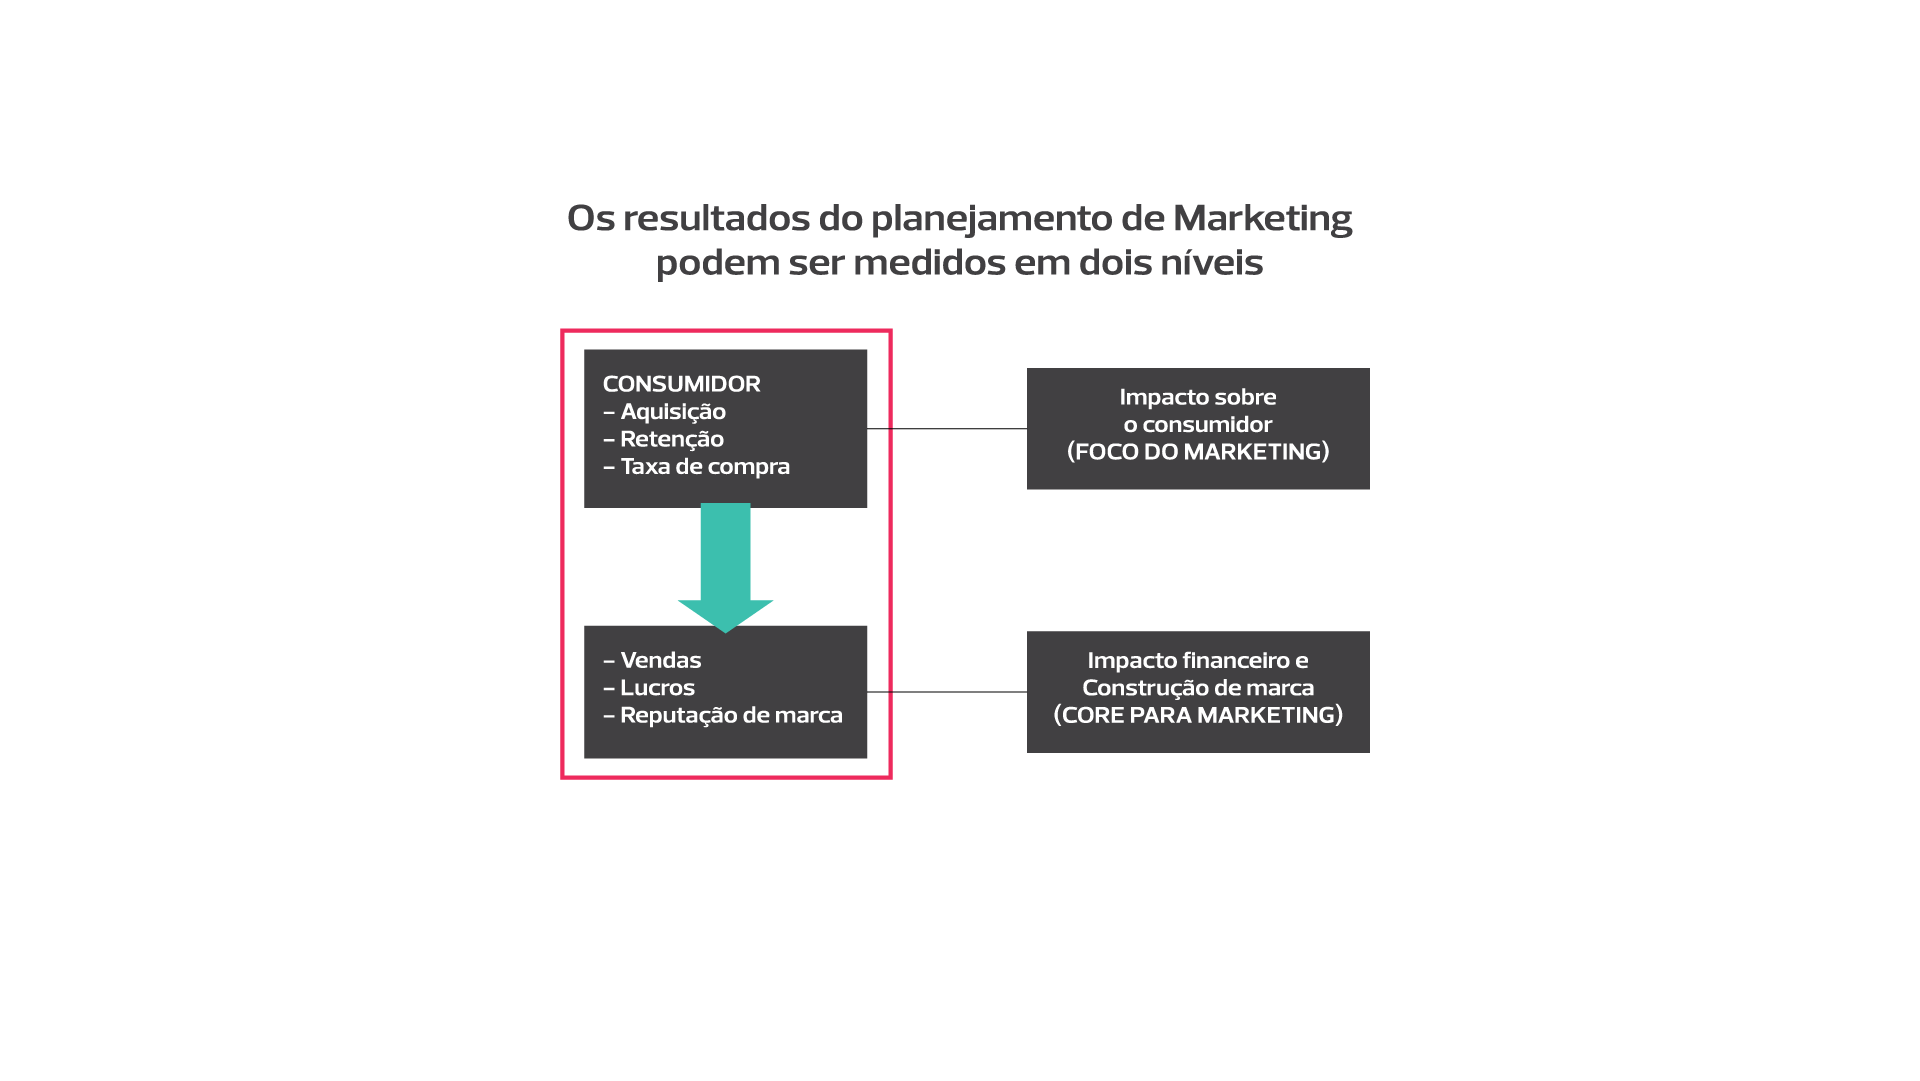 Os resultados do planejamento de Marketing
podem ser medidos em dois níveis
CONSUMIDOR
– Aquisição
– Retenção
– Taxa de compra
Impacto sobre
o consumidor
(FOCO DO MARKETING)
– Vendas
– Lucros
– Reputação de marca
Impacto financeiro e
Construção de marca
(CORE PARA MARKETING)